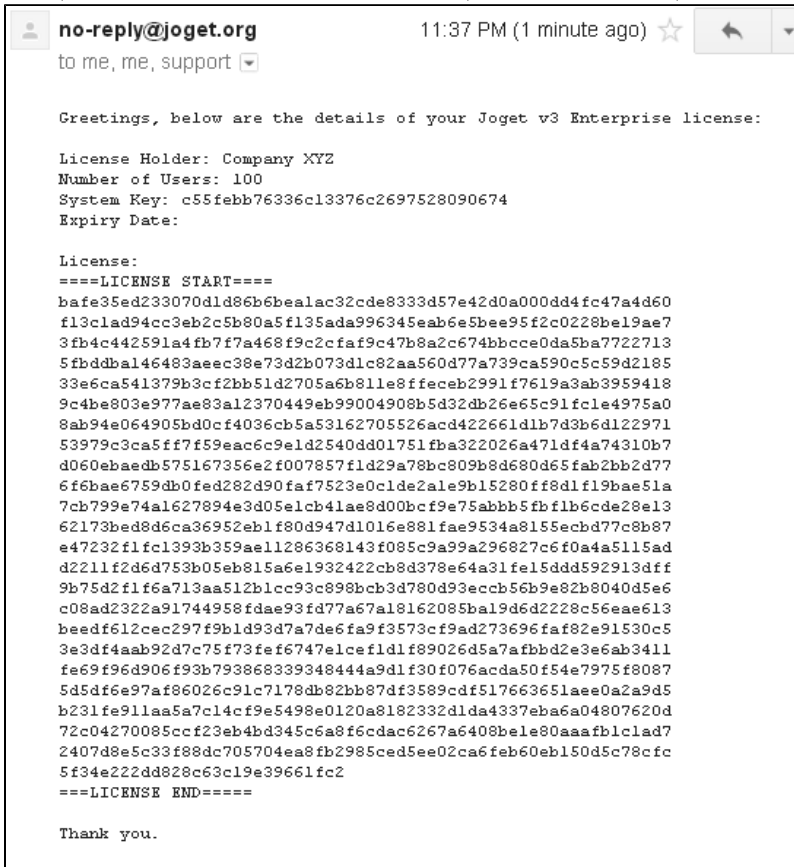 no-reply@joget.org 11:37 PM (1 minute ago)
to me, me, support
Greetings, below are the details of your Joget v3 Enterprise license:
License Holder: Company XYZ
Number of Users: 100
System Key: c55febb76336c13376c2697528090674
Expiry Date:
License:
====LICENSE START====
bafe35ed233070d1d86b6bea1ac32cde8333d57e42d0a000dd4fc47a4d60
f13c1ad94cc3eb2c5b80a5f135ada996345eab6e5bee95f2c0228be19ae7
3fb4c442591a4fb7f7a468f9c2cfaf9c47b8a2c674bbcce0da5ba7722713
5fbddba146483aeec38e73d2b073d1c82aa560d77a739ca590c5c59d2185
33e6ca541379b3cf2bb51d2705a6b811e8ffeceb2991f7619a3ab3959418
9c4be803e977ae83a12370449eb99004908b5d32db26e65c91fc1e4975a0
8ab94e064905bd0cf4036cb5a53162705526acd422661d1b7d3b6d122971
53979c3ca5ff7f59eac6c9e1d2540dd01751fba322026a471df4a74310b7
d060ebaedb575167356e2f007857f1d29a78bc809b8d680d65fab2bb2d77
6f6bae6759db0fed282d90faf7523e0c1de2a1e9b15280ff8d1f19bae51a
7cb799e74a1627894e3d05e1cb41ae8d00bcf9e75abbb5fbf1b6cde28e13
62173bed8d6ca36952eb1f80d947d1016e881fae9534a8155ecbd77c8b87
e47232f1fc1393b359ae11286368143f085c9a99a296827c6f0a4a5115ad
d2211f2d6d753b05eb815a6e1932422cb8d378e64a31fe15ddd592913dff
9b75d2f1f6a713aa512b1cc93c898bcb3d780d93eccb56b9e82b8040d5e6
c08ad2322a91744958fdae93fd77a67a18162085ba19d6d2228c56eae613
beedf612cec297f9b1d93d7a7de6fa9f3573cf9ad273696faf82e91530c5
3e3df4aab92d7c75f73fef6747e1cef1d1f89026d5a7afbbd2e3e6ab3411
fe69f96d906f93b793868339348444a9d1f30f076acda50f54e7975f8087
5d5df6e97af86026c91c7178db82bb87df3589cdf517663651aee0a2a9d5
b231fe911aa5a7c14cf9e5498e0120a8182332d1da4337eba6a04807620d
72c04270085ccf23eb4bd345c6a8f6cdac6267a6408be1e80aaafb1c1ad7
2407d8e5c33f88dc705704ea8fb2985ced5ee02ca6feb60eb150d5c78cfc
5f34e222dd828c63c19e39661fc2
===LICENSE END=====
Thank you.